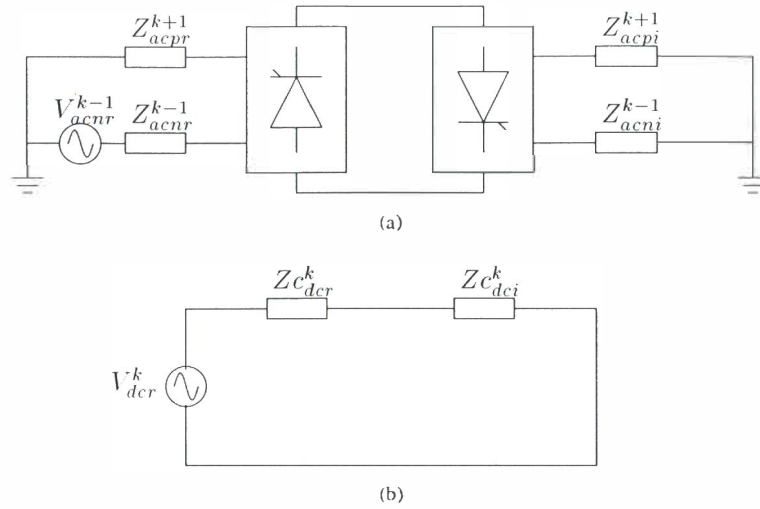 Z_{acpr}^{k+1}
Z_{acpi}^{k+1}
V_{acnr}^{k-1}
Z_{acnr}^{k-1}
Z_{acni}^{k-1}
(a)
Zc_{dcr}^{k}
Zc_{dci}^{k}
V_{dcr}^{k}
(b)